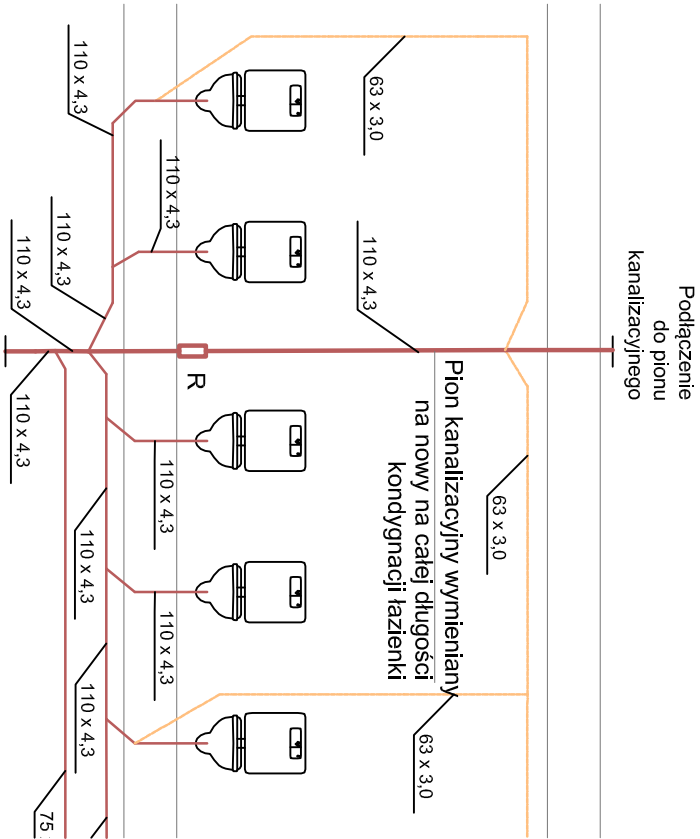 Podłączenie
do pionu
kanalizacyjnego
63 x 3,0
110 x 4,3
Pion kanalizacyjny wymieniany
na nowy na całej długości
kondygnacji łazienki
63 x 3,0
63 x 3,0
R
110 x 4,3
110 x 4,3
110 x 4,3
110 x 4,3
110 x 4,3
110 x 4,3
110 x 4,3
110 x 4,3
110 x 4,3
110 x 4,3
75